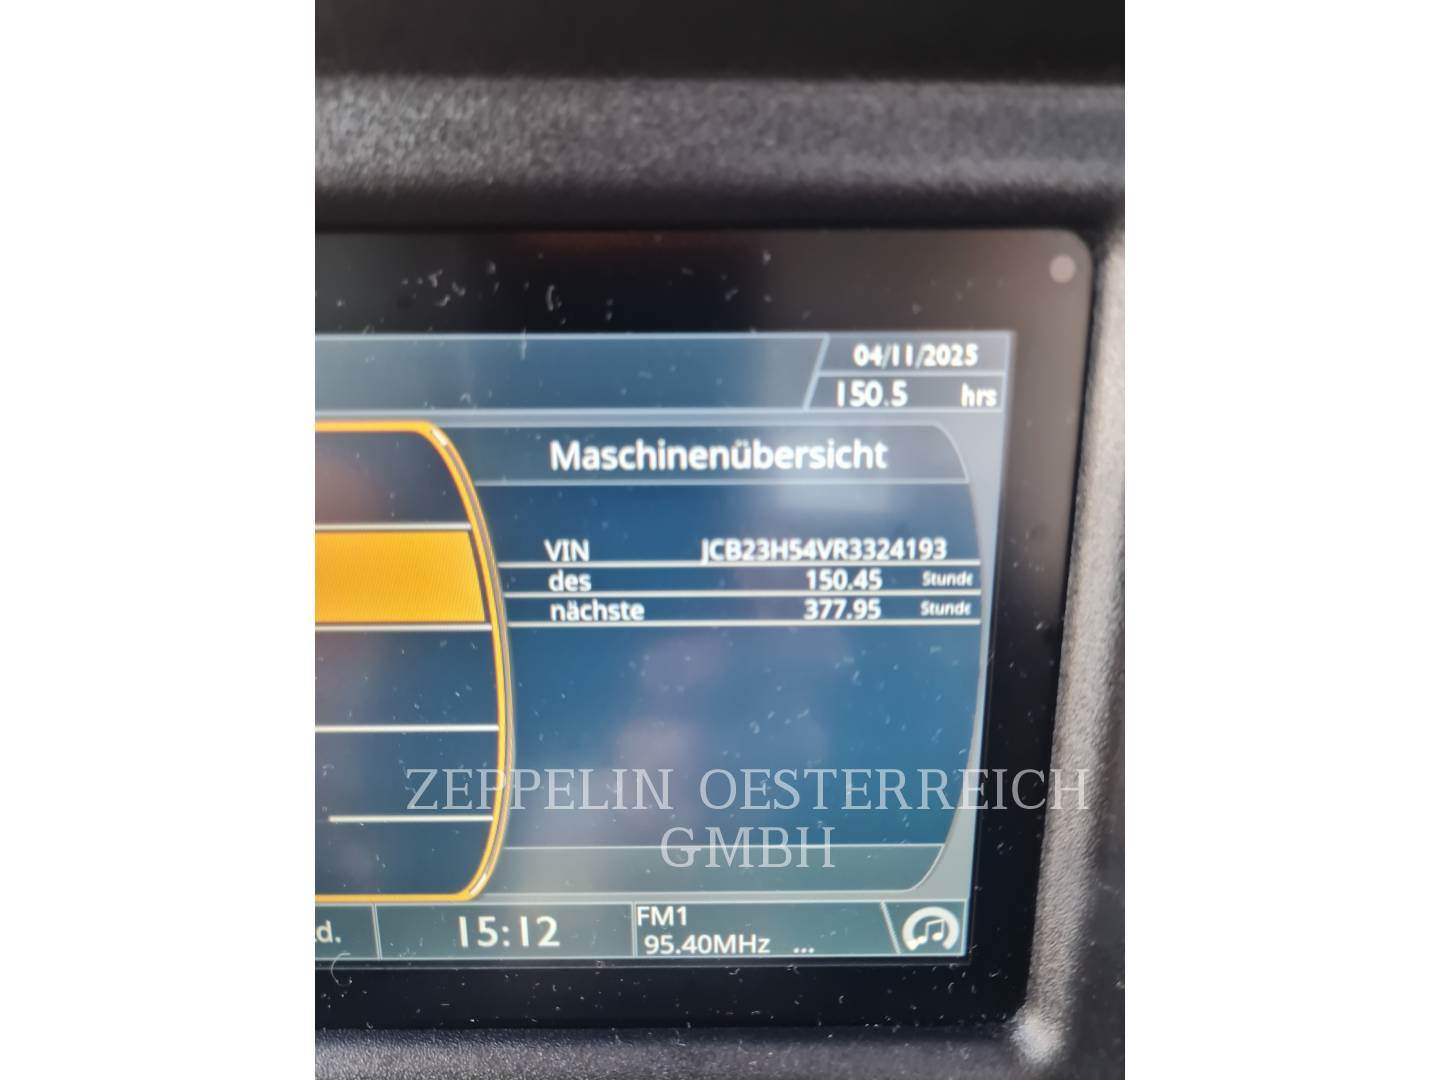 04/11/2025
150.5 hrs
Maschinenübersicht
VIN JCB23H54VR3324193
des 150.45 Stunde
nächste 377.95 Stunde
ZEPPELIN OESTERREICH
GMBH
d. 15:12 FM1
95.40MHz ...